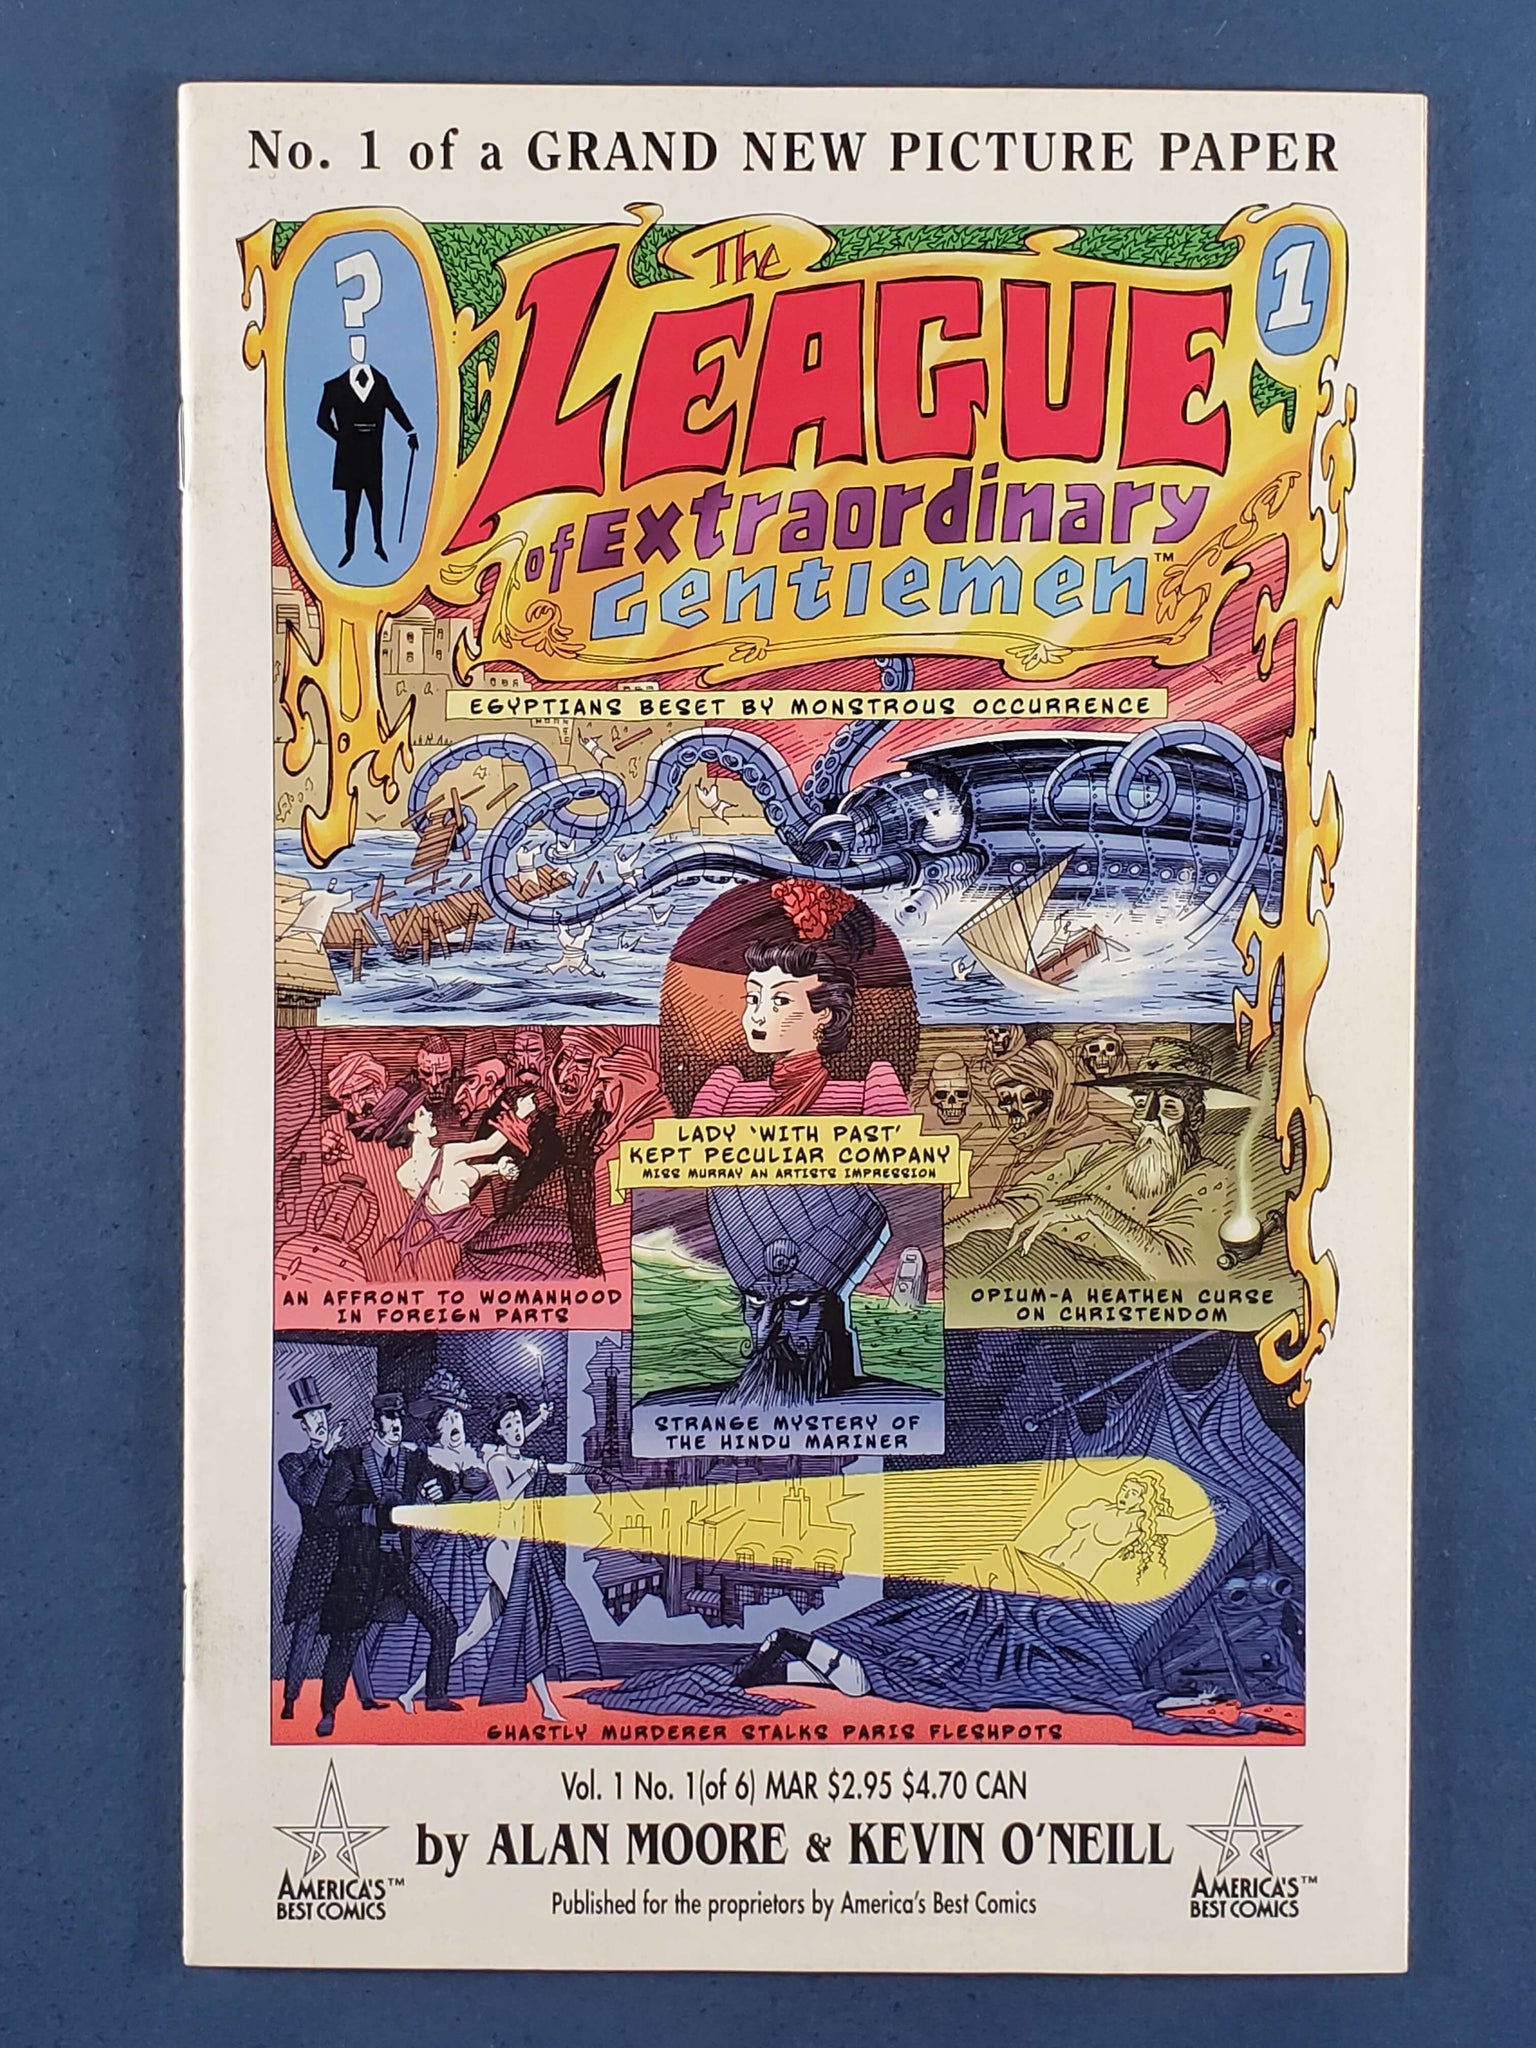 No. 1 of a GRAND NEW PICTURE PAPER
?
1
The
LEAGUE
of Extraordinary
Gentlemen™
EGYPTIANS BESET BY MONSTROUS OCCURRENCE
LADY 'WITH PAST'
KEPT PECULIAR COMPANY
MISS MURRAY AN ARTISTS IMPRESSION
AN AFFRONT TO WOMANHOOD
IN FOREIGN PARTS
OPIUM-A HEATHEN CURSE
ON CHRISTENDOM
STRANGE MYSTERY OF
THE HINDU MARINER
GHASTLY MURDERER STALKS PARIS FLESHPOTS
Vol. 1 No. 1(of 6) MAR $2.95 $4.70 CAN
by ALAN MOORE & KEVIN O'NEILL
Published for the proprietors by America's Best Comics
AMERICA'S™
BEST COMICS
AMERICA'S™
BEST COMICS